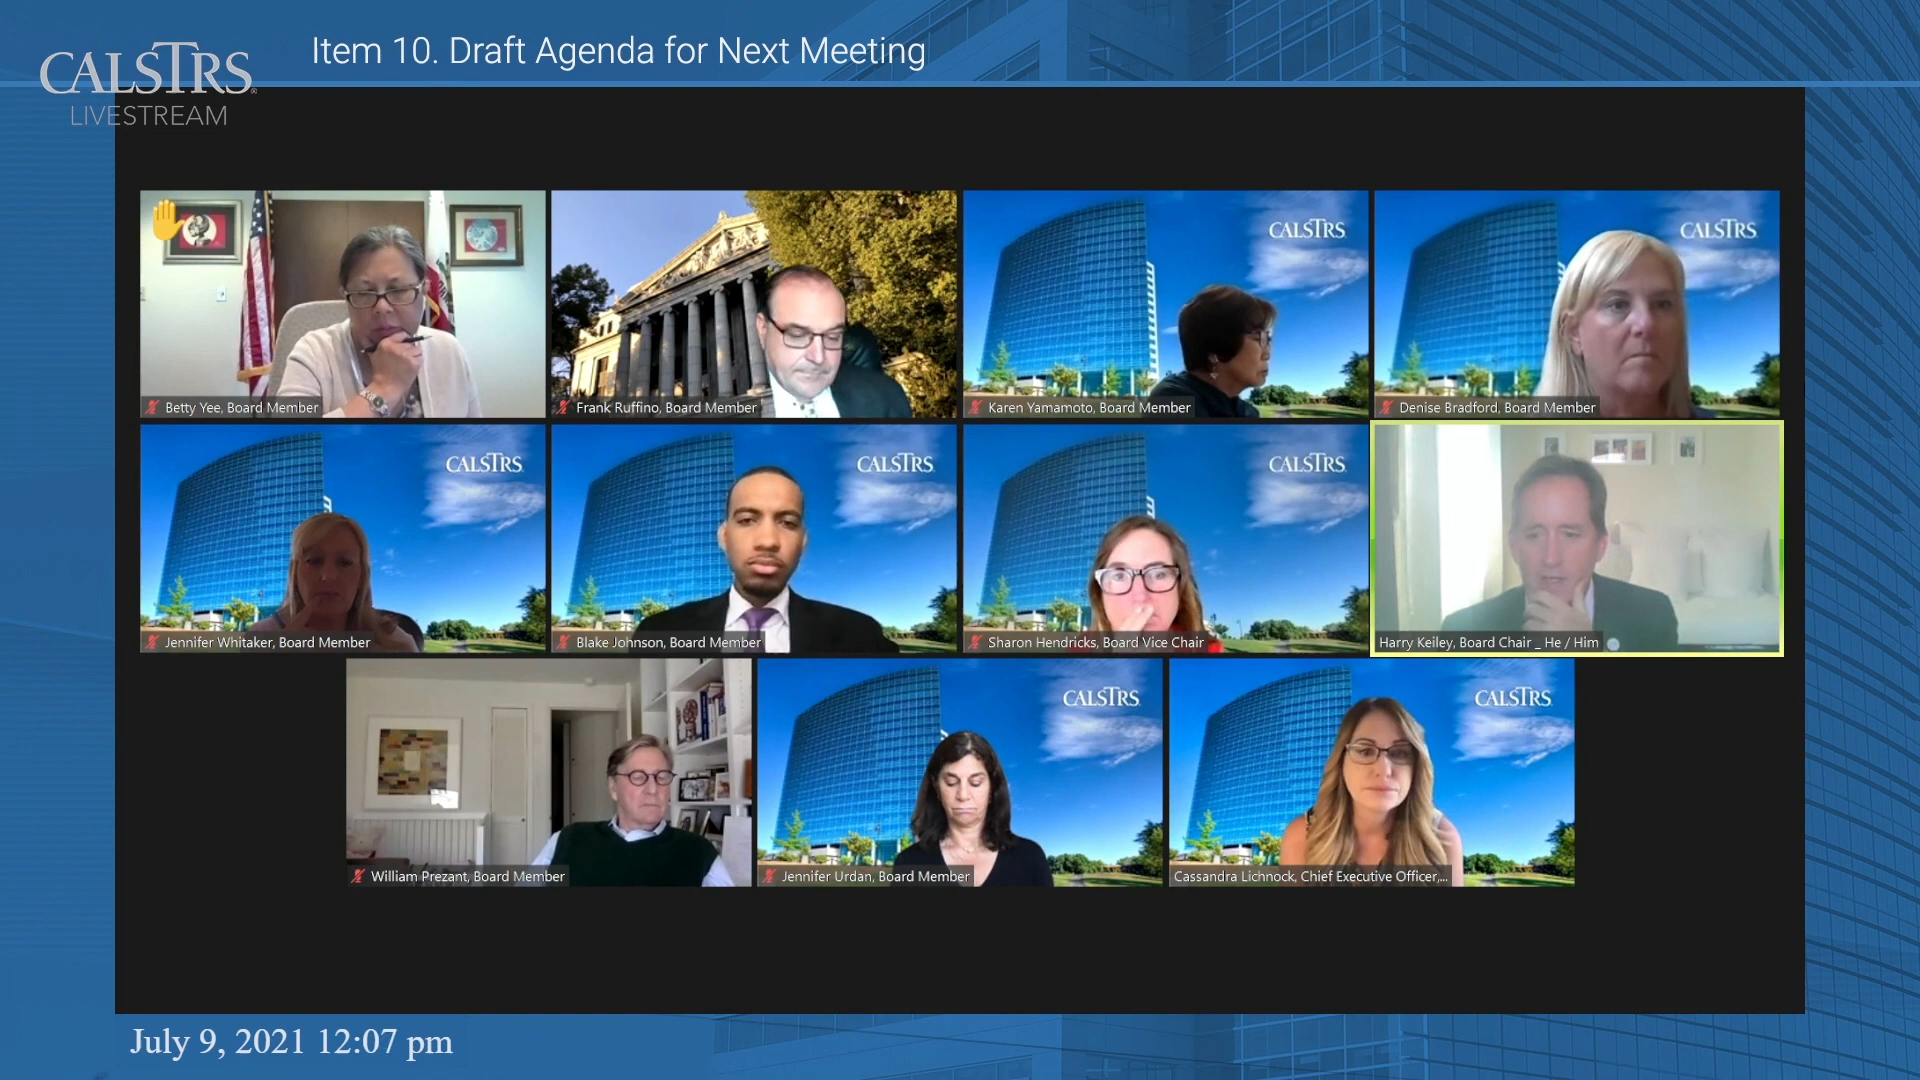 Item 10. Draft Agenda for Next Meeting
CALSTRS®
LIVESTREAM
CALSTRS
CALSTRS
Betty Yee, Board Member
Frank Ruffino, Board Member
Karen Yamamoto, Board Member
Denise Bradford, Board Member
CALSTRS
CALSTRS
CALSTRS
Jennifer Whitaker, Board Member
Blake Johnson, Board Member
Sharon Hendricks, Board Vice Chair
Harry Keiley, Board Chair _ He / Him
CALSTRS
CALSTRS
William Prezant, Board Member
Jennifer Urdan, Board Member
Cassandra Lichnock, Chief Executive Officer,...
July 9, 2021 12:07 pm